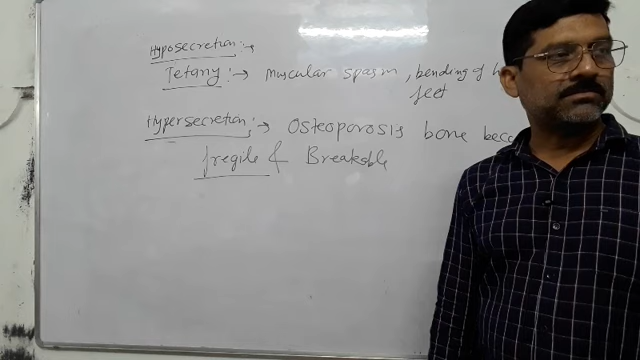 Hyposecretion :→
Tetany :→ Muscular spasm , bending of
feet
Hypersecretion :→ Osteoporosis bone
fregile & Breakable